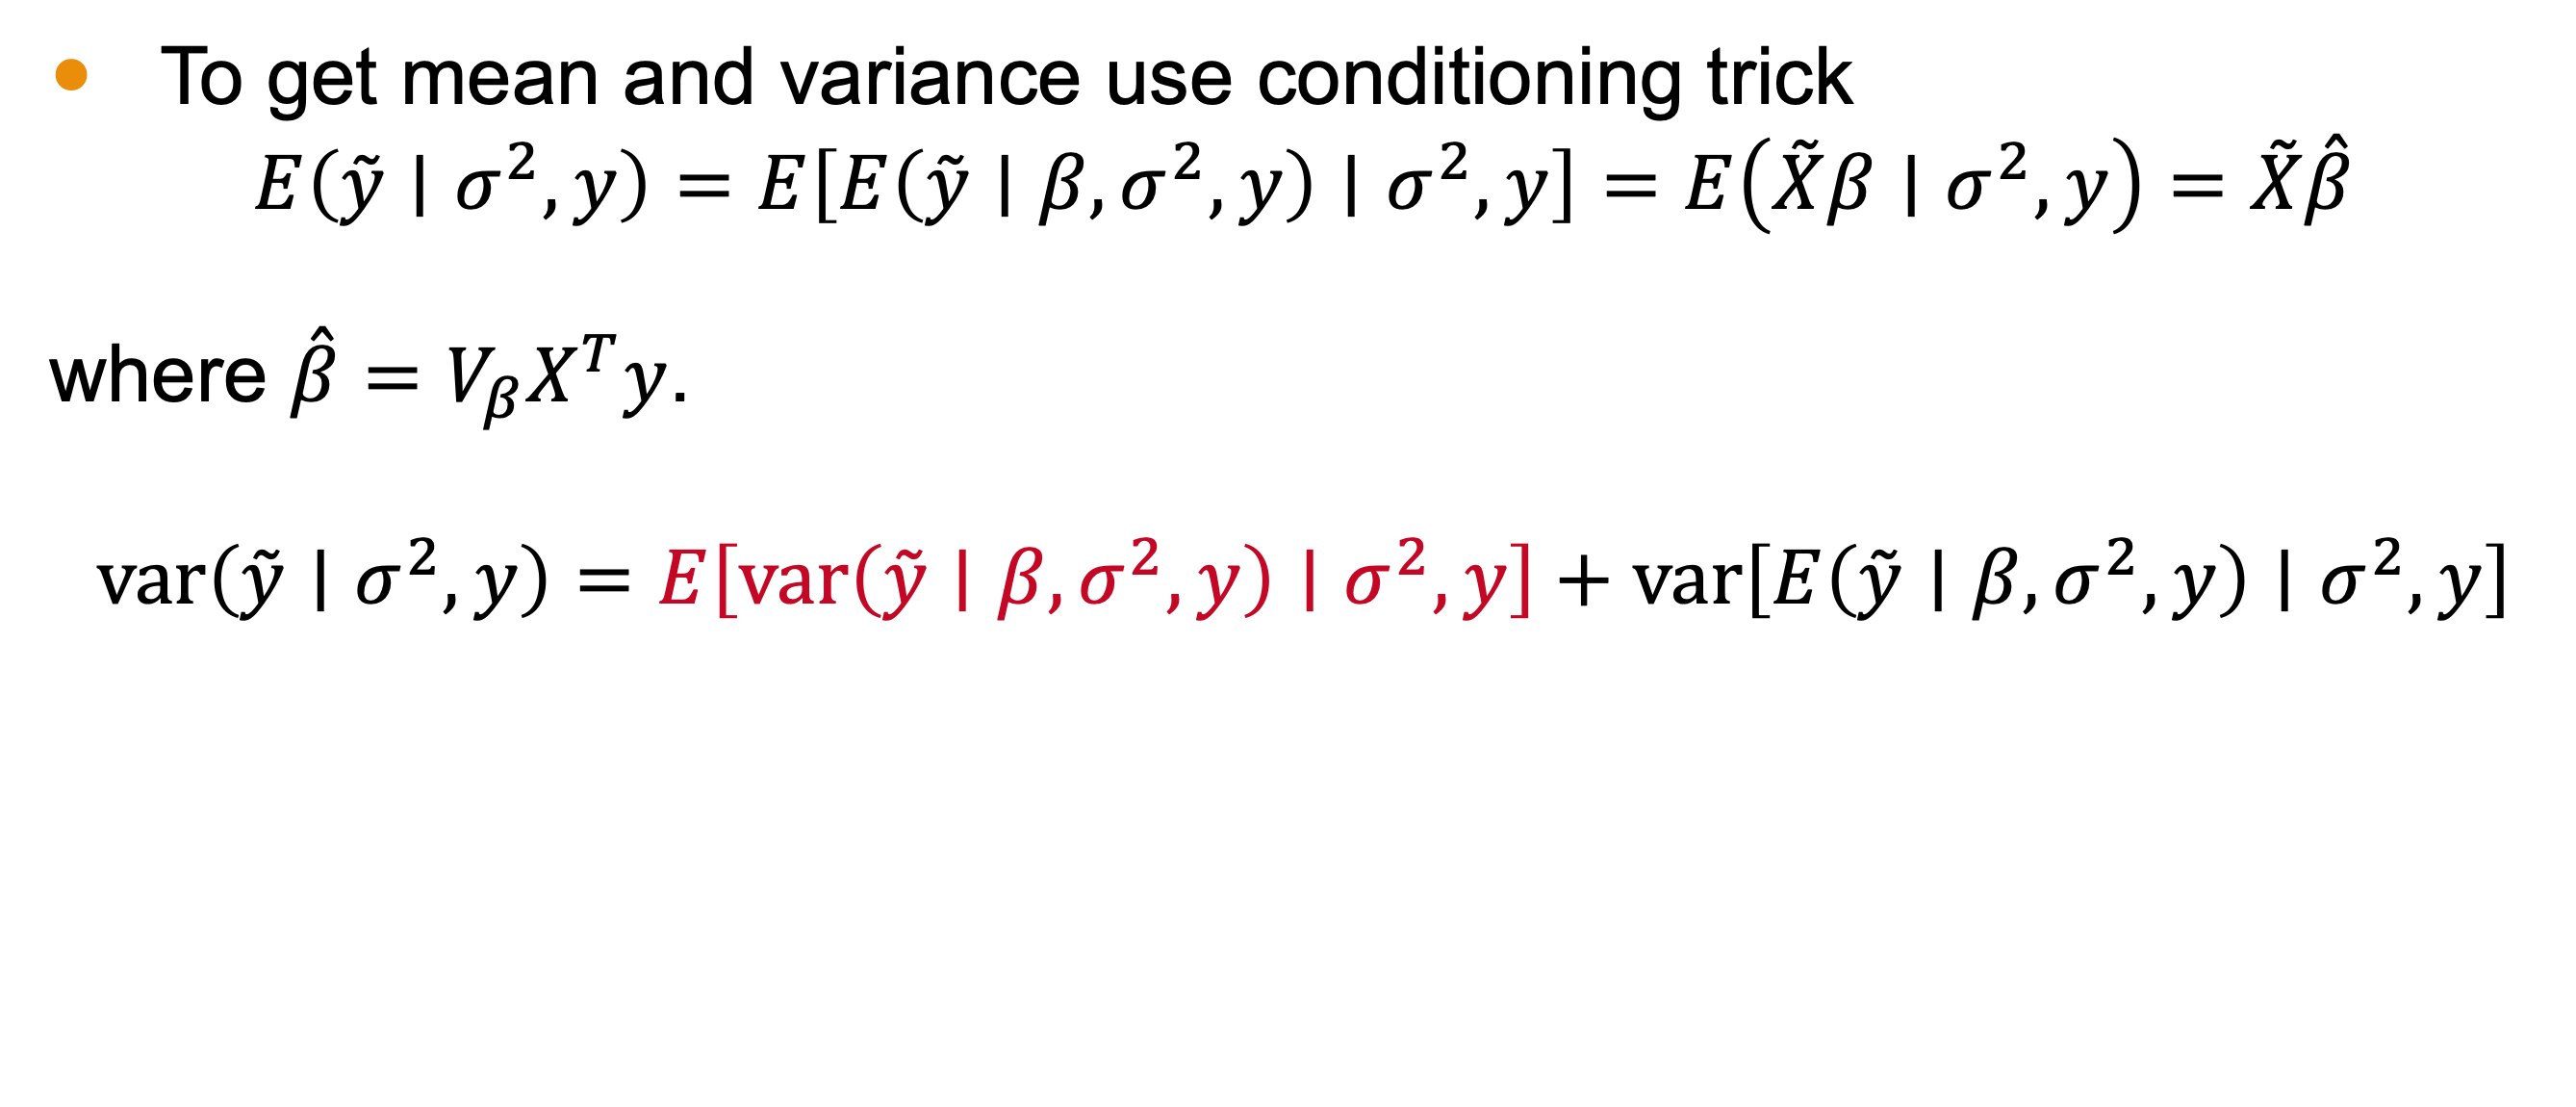 • To get mean and variance use conditioning trick
E(ỹ | σ², y) = E[E(ỹ | β, σ², y) | σ², y] = E(X̃β | σ², y) = X̃β̂
where β̂ = V_β Xᵀy.
var(ỹ | σ², y) = E[var(ỹ | β, σ², y) | σ², y] + var[E(ỹ | β, σ², y) | σ², y]